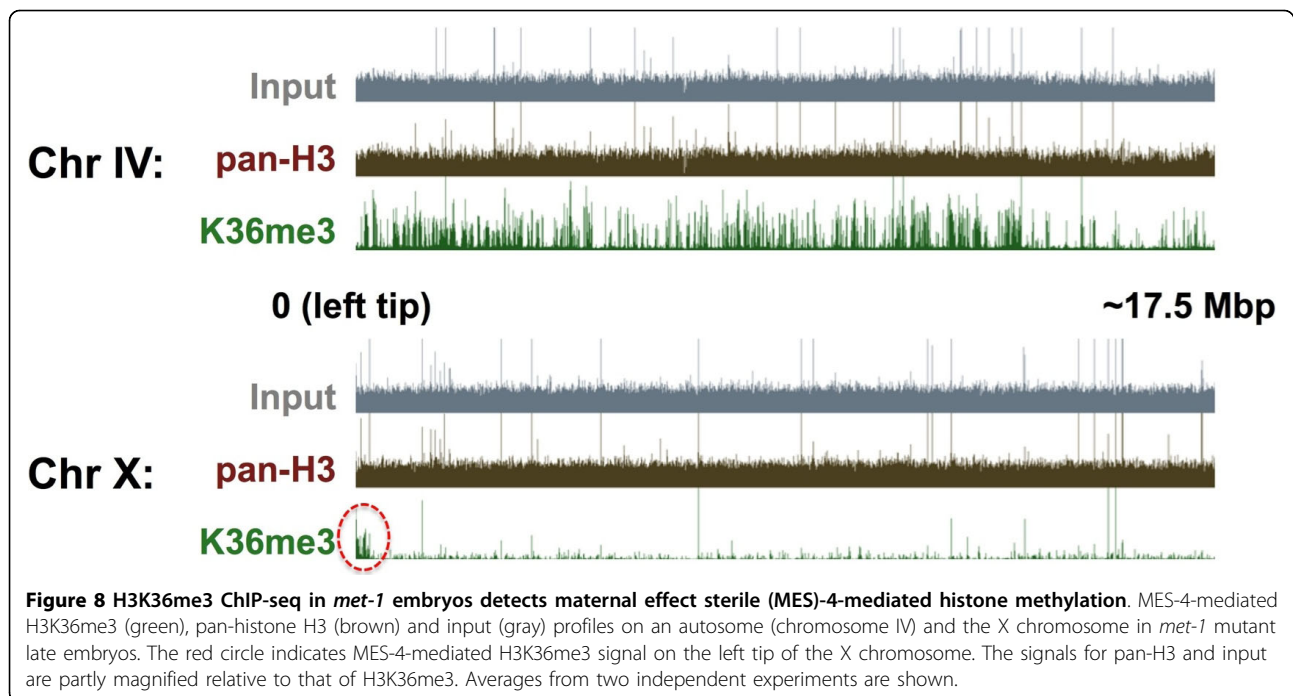 Input
Chr IV:
pan-H3
K36me3
0 (left tip)
~17.5 Mbp
Input
Chr X:
pan-H3
K36me3
Figure 8 H3K36me3 ChIP-seq in met-1 embryos detects maternal effect sterile (MES)-4-mediated histone methylation. MES-4-mediated
H3K36me3 (green), pan-histone H3 (brown) and input (gray) profiles on an autosome (chromosome IV) and the X chromosome in met-1 mutant
late embryos. The red circle indicates MES-4-mediated H3K36me3 signal on the left tip of the X chromosome. The signals for pan-H3 and input
are partly magnified relative to that of H3K36me3. Averages from two independent experiments are shown.